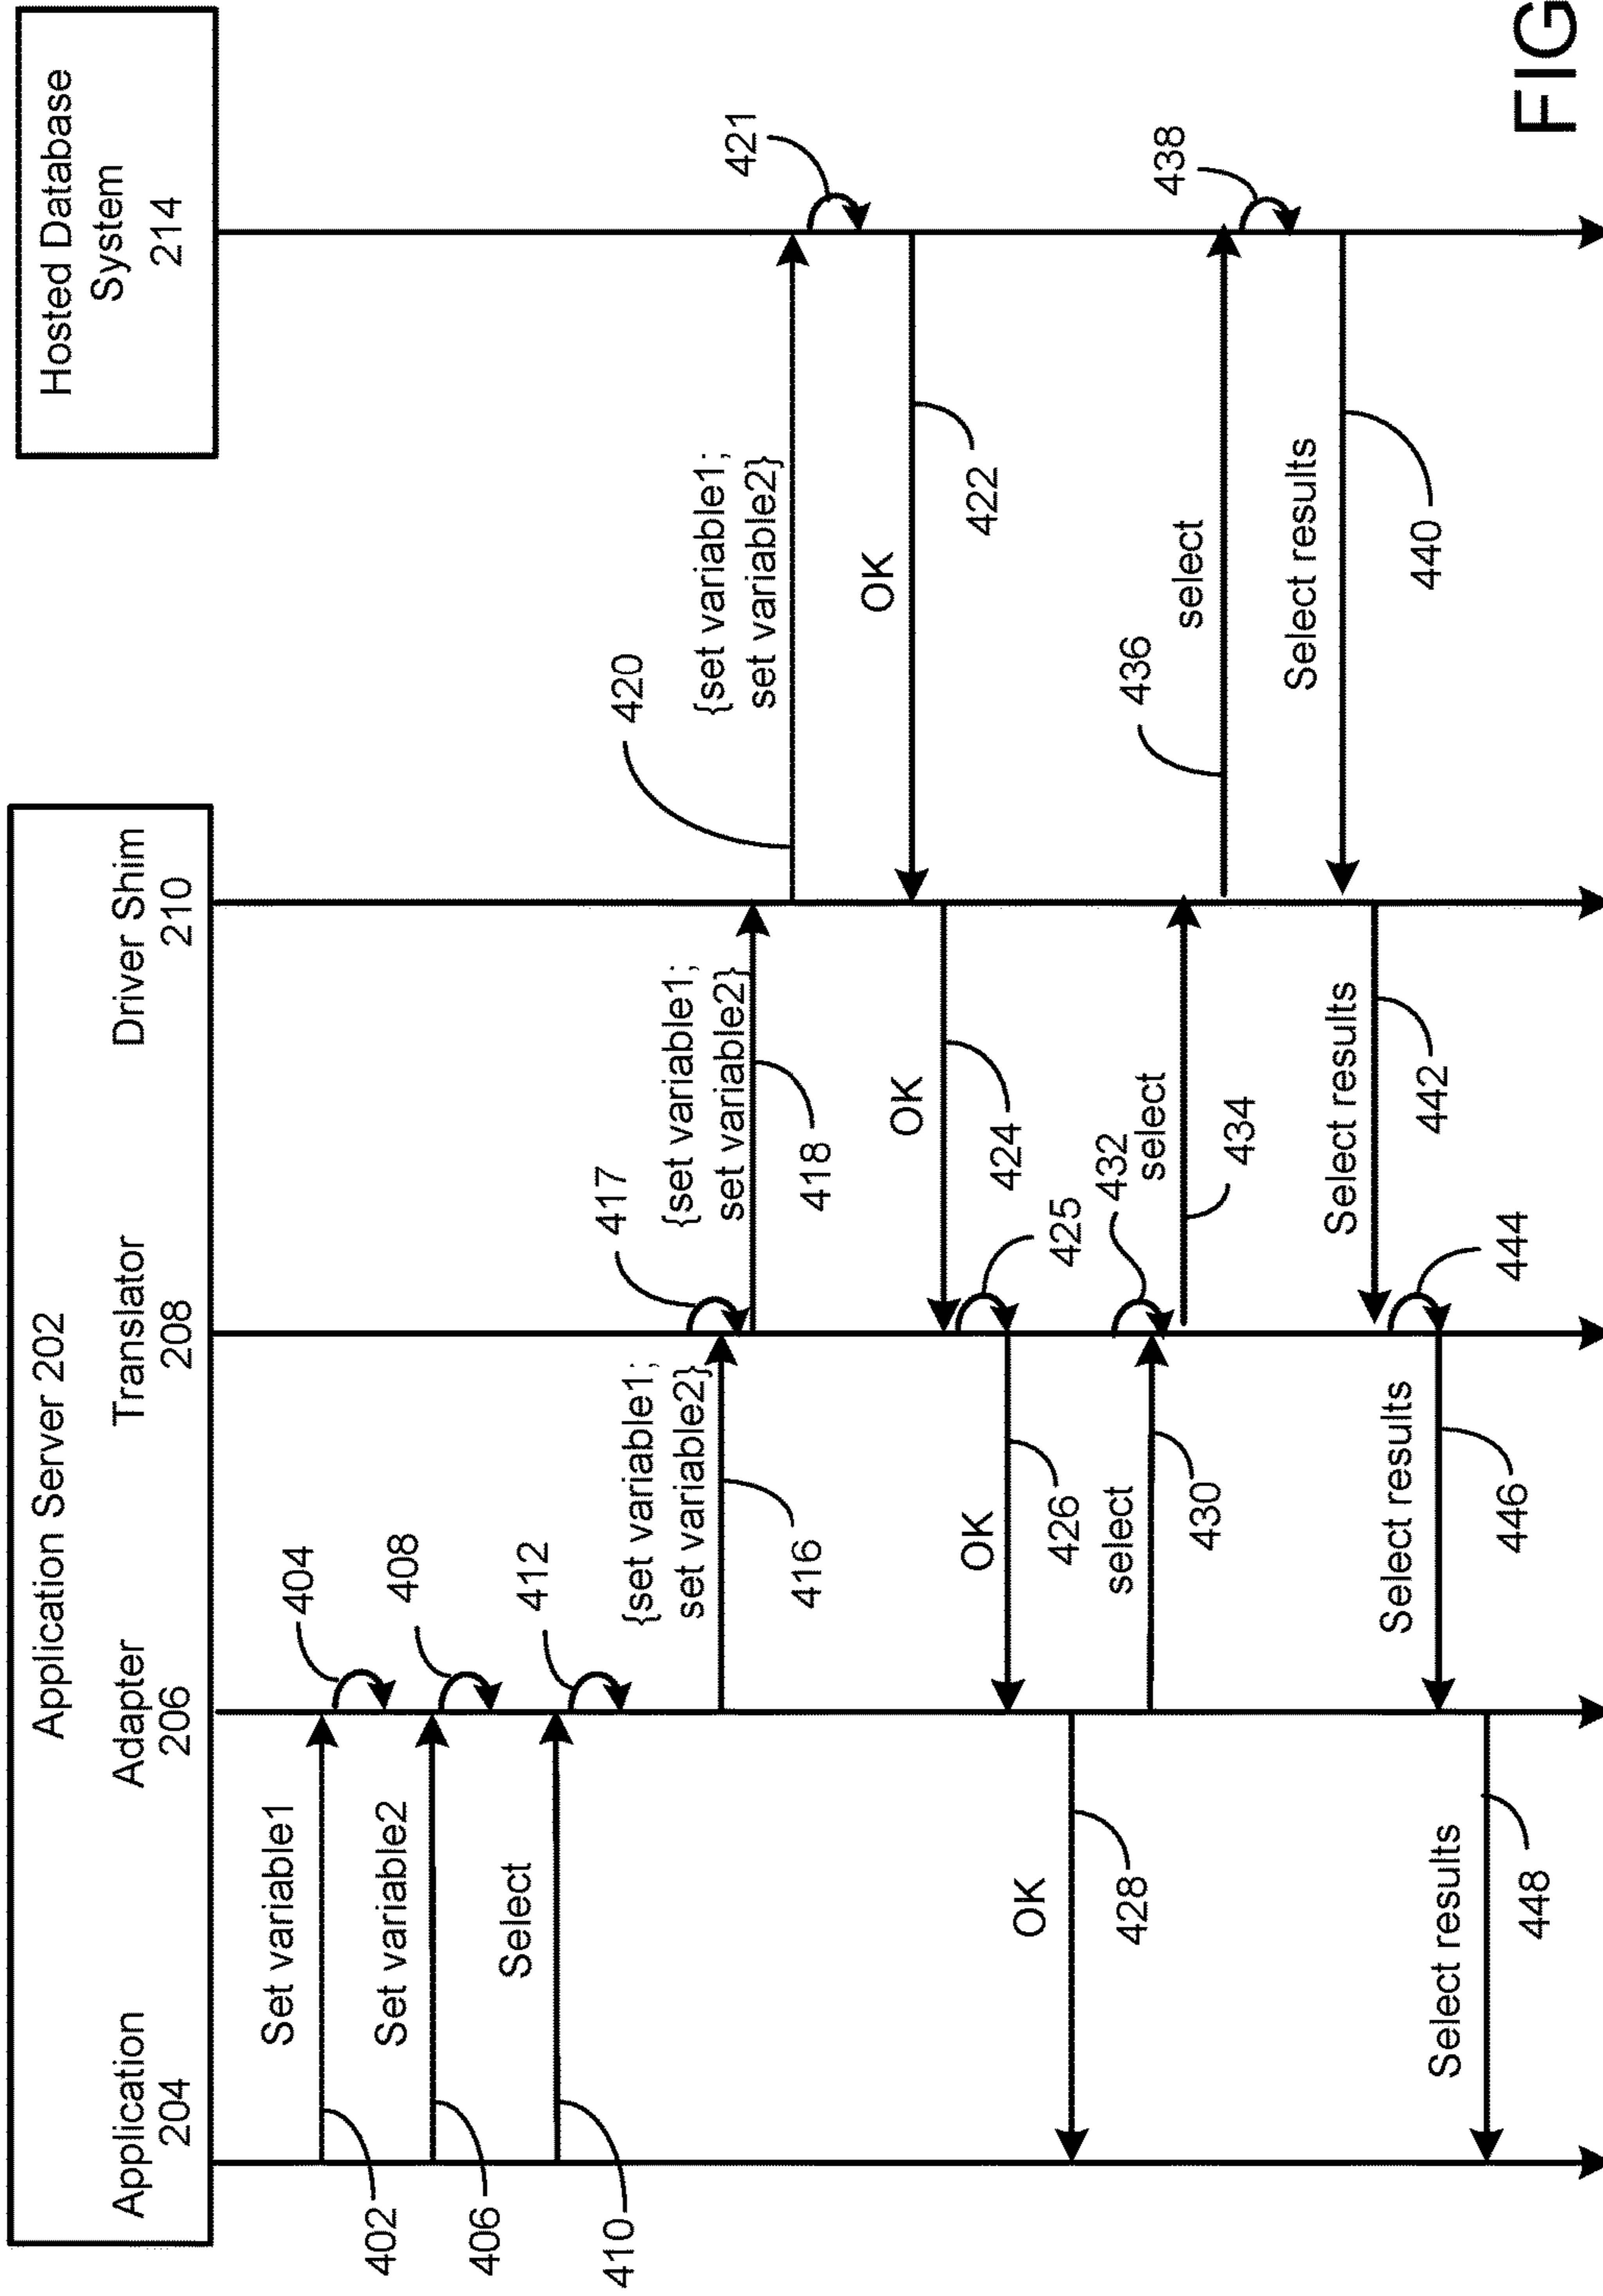 Application Server 202
Application
204
Adapter
206
Translator
208
Driver Shim
210
Hosted Database
System
214
Set variable1
402
404
Set variable2
406
408
Select
410
412
{set variable1;
set variable2}
416
417
{set variable1;
set variable2}
418
420
{set variable1;
set variable2}
421
OK
422
OK
424
425
OK
426
OK
428
select
430
432
select
434
436
select
438
Select results
440
Select results
442
444
Select results
446
Select results
448
FIG